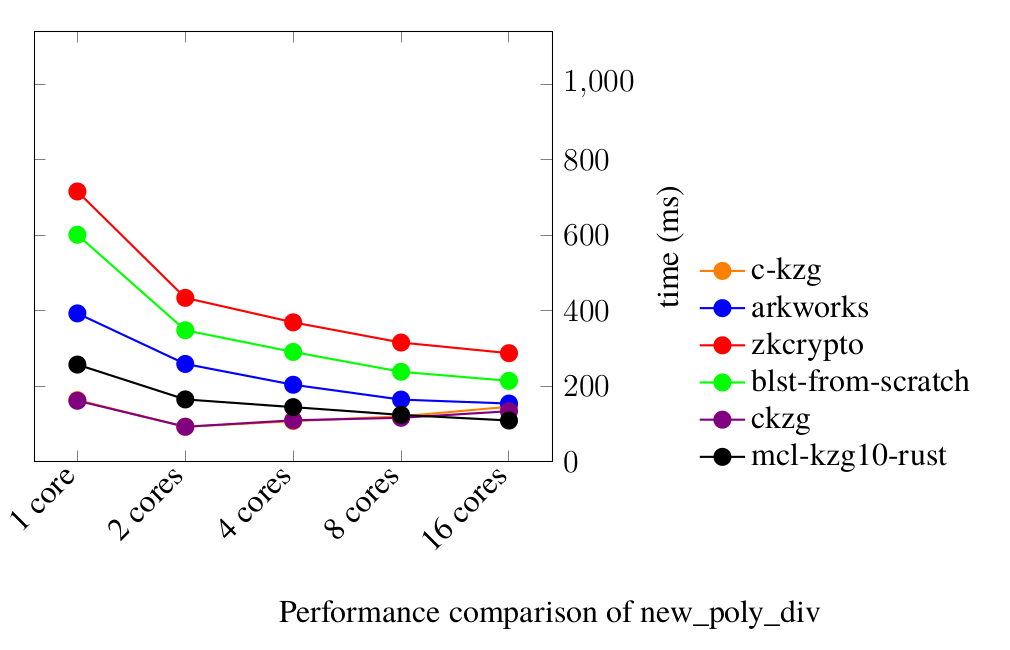 1,000
800
600
400
200
0
time (ms)
1 core
2 cores
4 cores
8 cores
16 cores
c-kzg
arkworks
zkcrypto
blst-from-scratch
ckzg
mcl-kzg10-rust
Performance comparison of new_poly_div